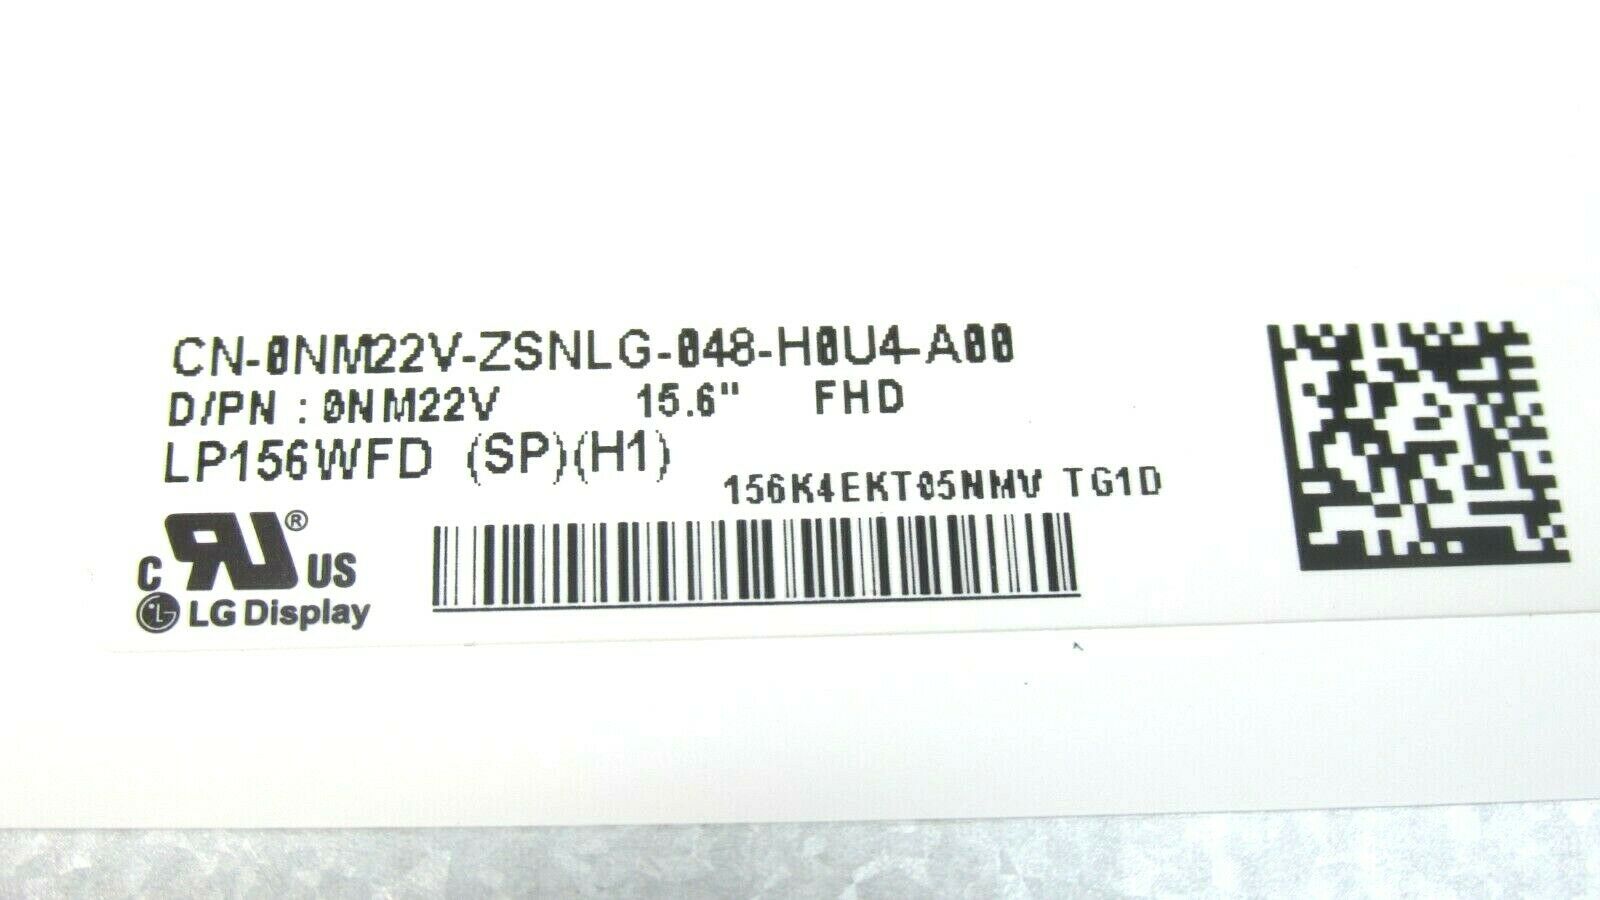 CN-0NM22V-ZSNLG-048-H0U4-A00
D/PN : 0NM22V 15.6" FHD
LP156WFD (SP)(H1)
156K4EKT05NMV TG1D
C RU ® US
LG Display